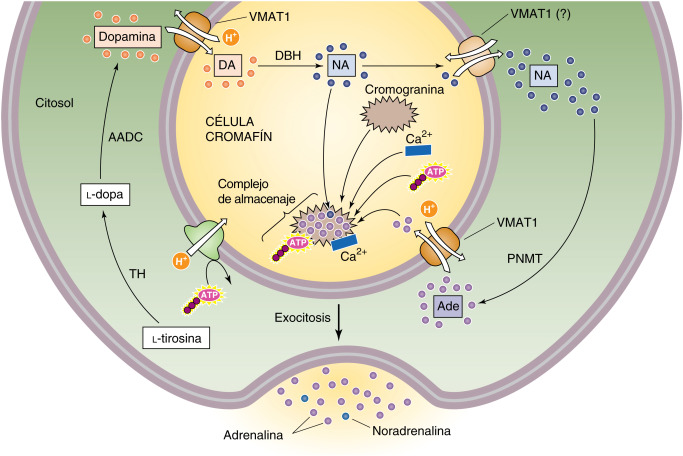 VMAT1
VMAT1 (?)
Dopamina
H+
DA
DBH
NA
NA
Citosol
Cromogranina
CÉLULA
CROMAFÍN
AADC
Ca2+
ATP
Complejo
de almacenaje
L-dopa
H+
VMAT1
ATP
Ca2+
H+
PNMT
TH
ATP
Ade
L-tirosina
Exocitosis
Adrenalina
Noradrenalina